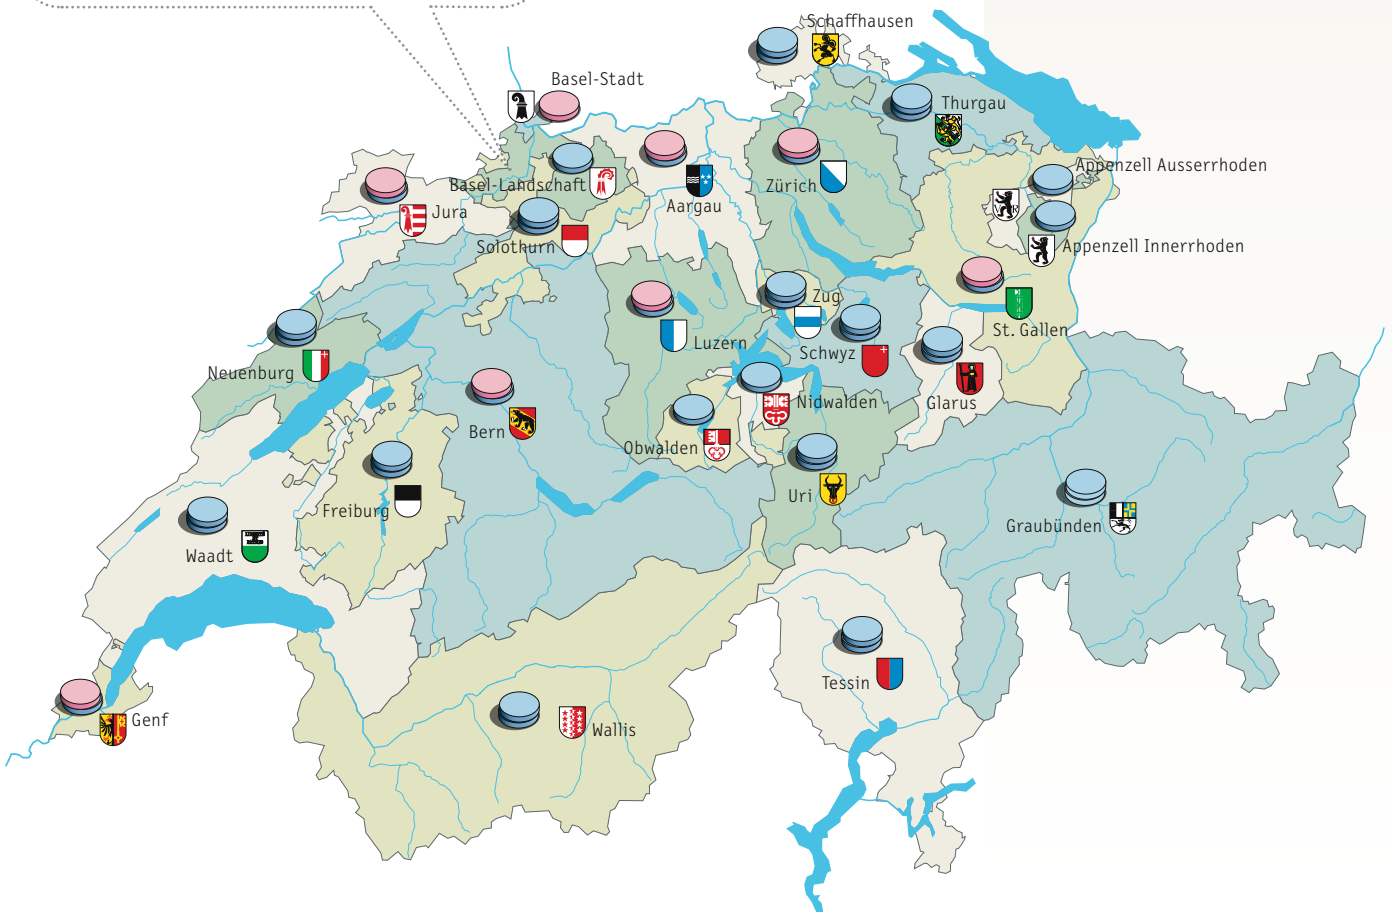 Schaffhausen
Basel-Stadt
Thurgau
Appenzell Ausserrhoden
Basel-Landschaft
Zürich
Aargau
Jura
Solothurn
Appenzell Innerrhoden
Zug
St. Gallen
Luzern
Schwyz
Neuenburg
Nidwalden
Glarus
Bern
Obwalden
Uri
Freiburg
Graubünden
Waadt
Tessin
Genf
Wallis